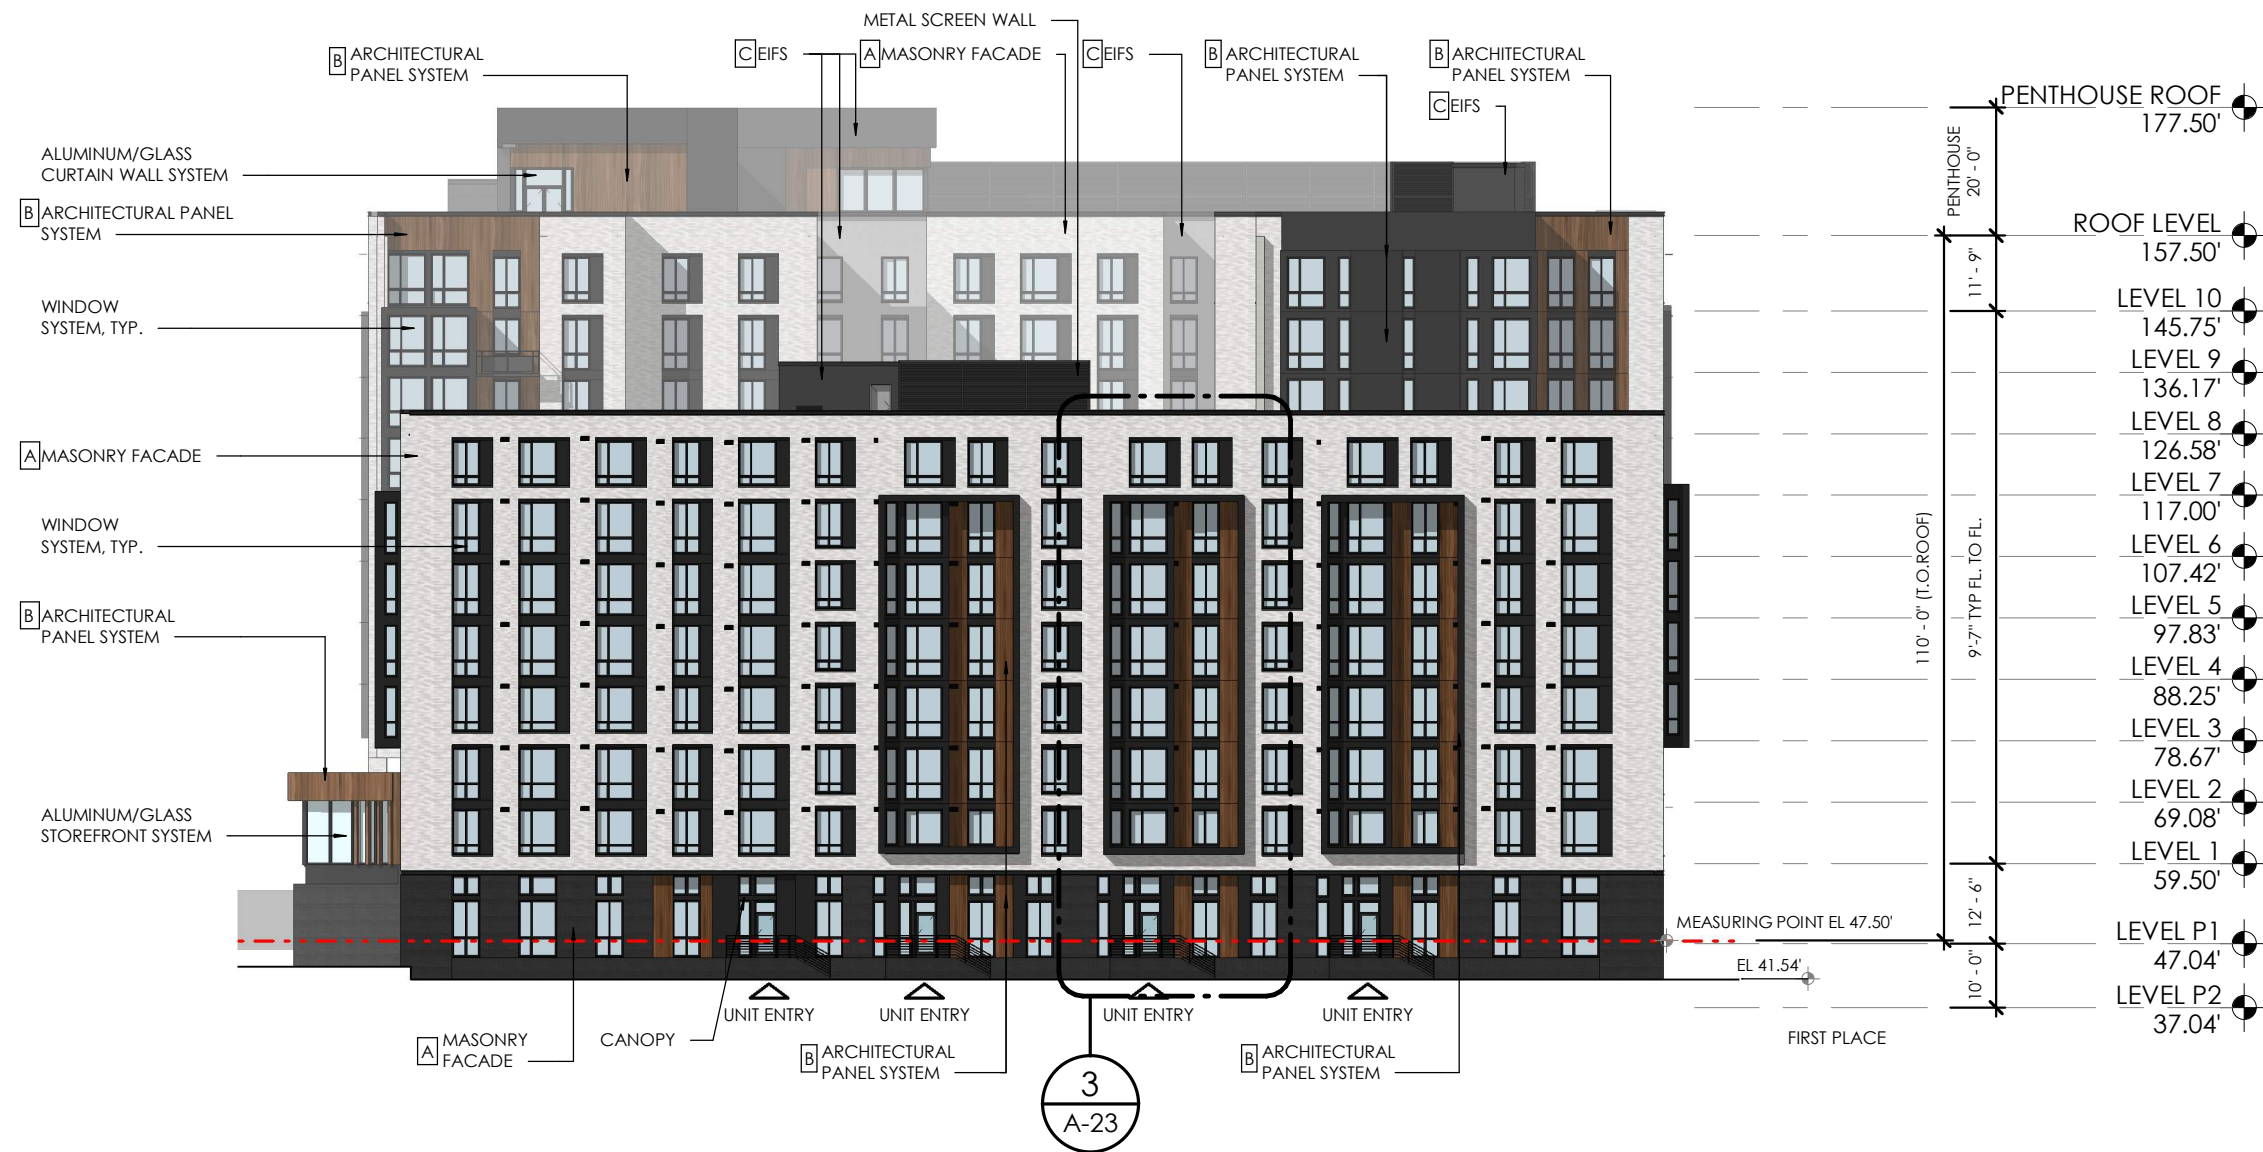 METAL SCREEN WALL
B ARCHITECTURAL
PANEL SYSTEM
C EIFS
A MASONRY FACADE
C EIFS
B ARCHITECTURAL
PANEL SYSTEM
B ARCHITECTURAL
PANEL SYSTEM
C EIFS
ALUMINUM/GLASS
CURTAIN WALL SYSTEM
B ARCHITECTURAL PANEL
SYSTEM
WINDOW
SYSTEM, TYP.
A MASONRY FACADE
WINDOW
SYSTEM, TYP.
B ARCHITECTURAL
PANEL SYSTEM
ALUMINUM/GLASS
STOREFRONT SYSTEM
A MASONRY
FACADE
CANOPY
UNIT ENTRY
UNIT ENTRY
UNIT ENTRY
UNIT ENTRY
B ARCHITECTURAL
PANEL SYSTEM
B ARCHITECTURAL
PANEL SYSTEM
3
A-23
MEASURING POINT EL 47.50'
EL 41.54'
FIRST PLACE
110' - 0" (T.O.ROOF)
PENTHOUSE
20' - 0"
11' - 9"
9'-7" TYP FL. TO FL.
12' - 6"
10' - 0"
PENTHOUSE ROOF
177.50'
ROOF LEVEL
157.50'
LEVEL 10
145.75'
LEVEL 9
136.17'
LEVEL 8
126.58'
LEVEL 7
117.00'
LEVEL 6
107.42'
LEVEL 5
97.83'
LEVEL 4
88.25'
LEVEL 3
78.67'
LEVEL 2
69.08'
LEVEL 1
59.50'
LEVEL P1
47.04'
LEVEL P2
37.04'